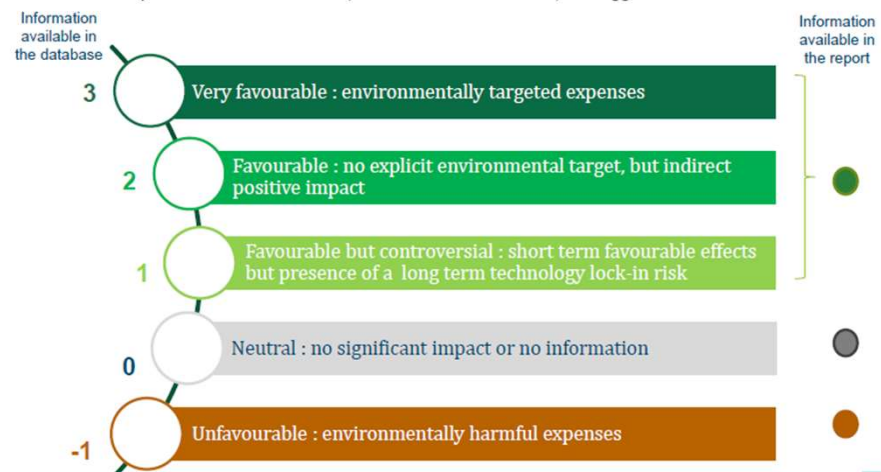 Information
available in
the database
Information
available in
the report
3
Very favourable : environmentally targeted expenses
2
Favourable : no explicit environmental target, but indirect
positive impact
1
Favourable but controversial : short term favourable effects
but presence of a long term technology lock-in risk
0
Neutral : no significant impact or no information
-1
Unfavourable : environmentally harmful expenses